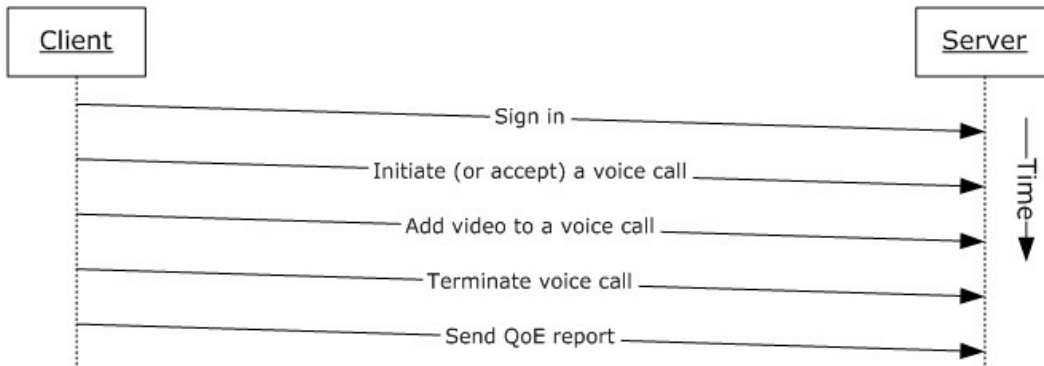 Client
Server
Sign in
Initiate (or accept) a voice call
Time
Add video to a voice call
Terminate voice call
Send QoE report